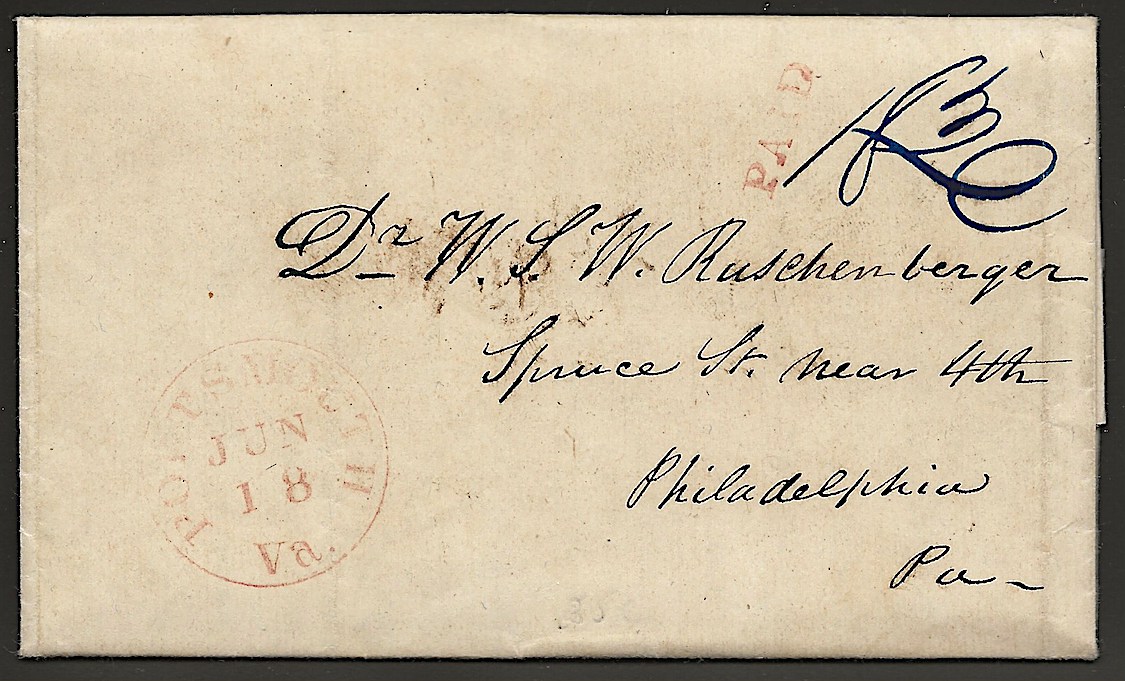 PAID
Dr W. S. W. Ruschenberger
Spruce St. near 4th
Philadelphia
Pa
PORTSMOUTH
JUN
18
Va.